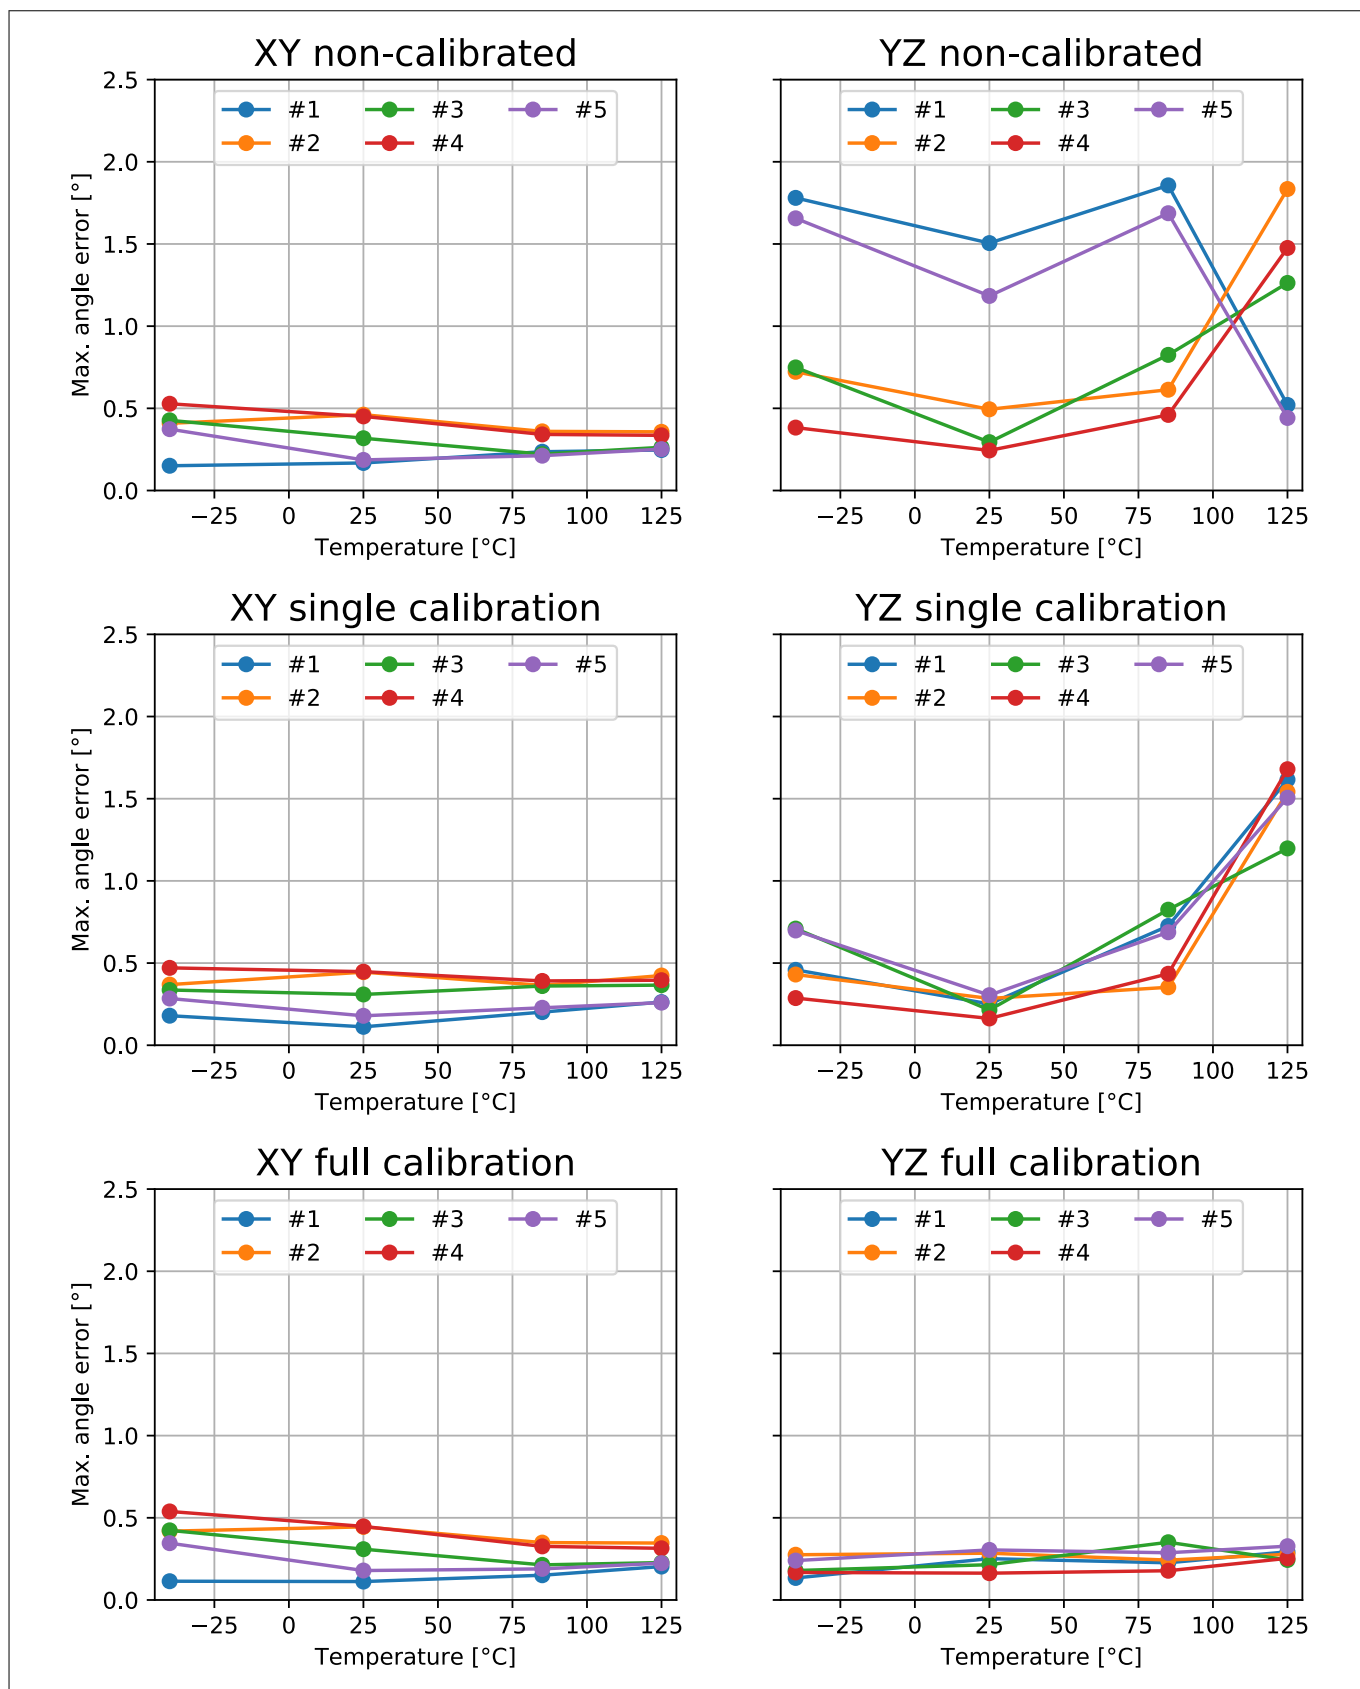 XY non-calibrated
YZ non-calibrated
2.5
2.0
1.5
1.0
0.5
0.0
Max. angle error [°]
#1 #3 #5
#2 #4
−25 0 25 50 75 100 125
Temperature [°C]
#1 #3 #5
#2 #4
−25 0 25 50 75 100 125
Temperature [°C]
XY single calibration
YZ single calibration
2.5
2.0
1.5
1.0
0.5
0.0
Max. angle error [°]
#1 #3 #5
#2 #4
−25 0 25 50 75 100 125
Temperature [°C]
#1 #3 #5
#2 #4
−25 0 25 50 75 100 125
Temperature [°C]
XY full calibration
YZ full calibration
2.5
2.0
1.5
1.0
0.5
0.0
Max. angle error [°]
#1 #3 #5
#2 #4
−25 0 25 50 75 100 125
Temperature [°C]
#1 #3 #5
#2 #4
−25 0 25 50 75 100 125
Temperature [°C]